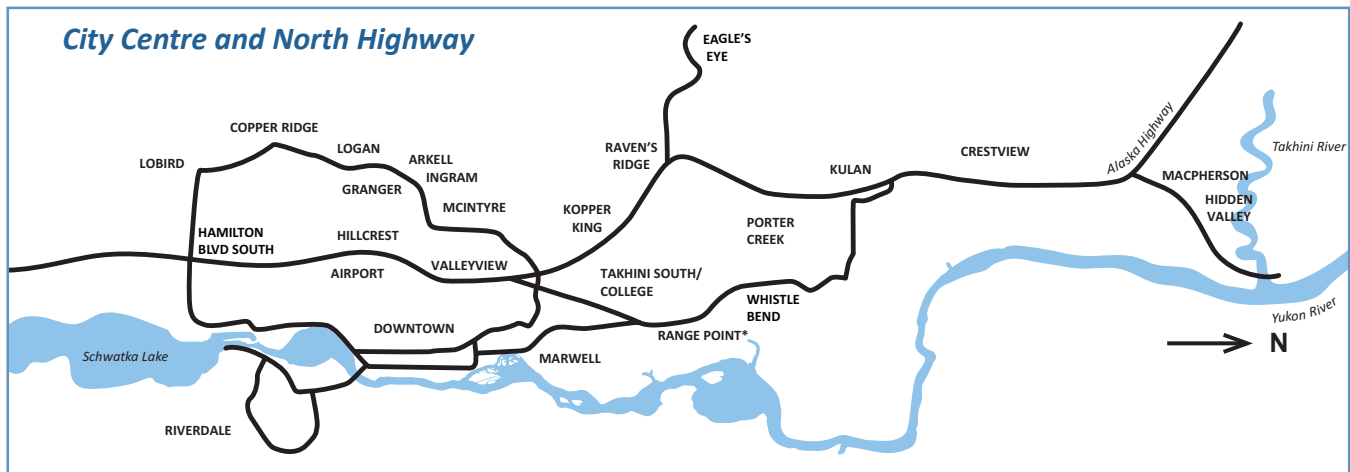 City Centre and North Highway
EAGLE'S
EYE
COPPER RIDGE
LOBIRD
LOGAN
ARKELL
INGRAM
GRANGER
MCINTYRE
RAVEN'S
RIDGE
KULAN
CRESTVIEW
Alaska Highway
Takhini River
MACPHERSON
HIDDEN
VALLEY
HAMILTON
BLVD SOUTH
HILLCREST
KOPPER
KING
PORTER
CREEK
AIRPORT
VALLEYVIEW
TAKHINI SOUTH/
COLLEGE
WHISTLE
BEND
Yukon River
DOWNTOWN
RANGE POINT*
N
Schwatka Lake
MARWELL
RIVERDALE